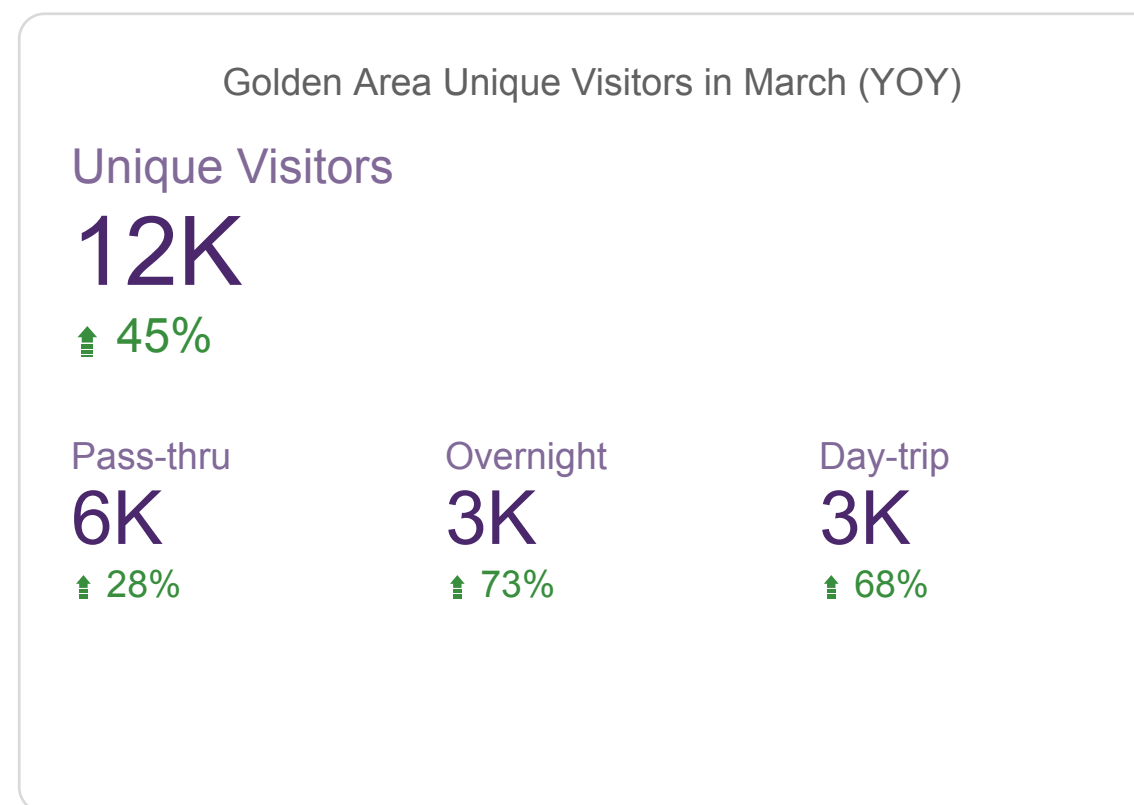 Golden Area Unique Visitors in March (YOY)
Unique Visitors
12K
45%
Pass-thru Overnight Day-trip
6K 3K 3K
28% 73% 68%